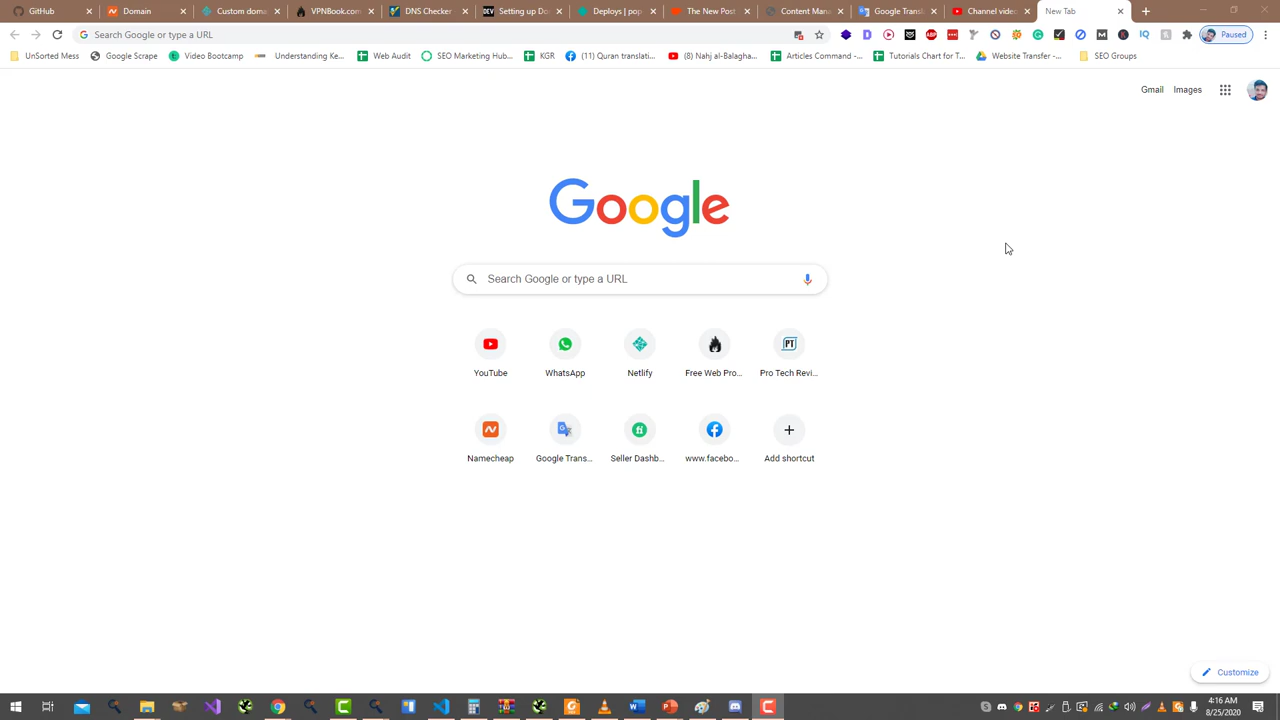 GitHub
Domain
Custom doma
VPNBook.com
DNS Checker
Setting up Do
Deploys | pop
The New Post
Content Mana
Google Transl
Channel video
New Tab
Search Google or type a URL
Paused
UnSorted Mess
Google Scrape
Video Bootcamp
Understanding Ke...
Web Audit
SEO Marketing Hub...
KGR
(11) Quran translati...
(8) Nahj al-Balagha...
Articles Command -...
Tutorials Chart for T...
Website Transfer -...
SEO Groups
Gmail
Images
Google
Search Google or type a URL
YouTube
WhatsApp
Netlify
Free Web Pro...
PT
Pro Tech Revi...
Namecheap
Google Trans...
fi
Seller Dashb...
www.facebo...
Add shortcut
Customize
4:16 AM
8/25/2020